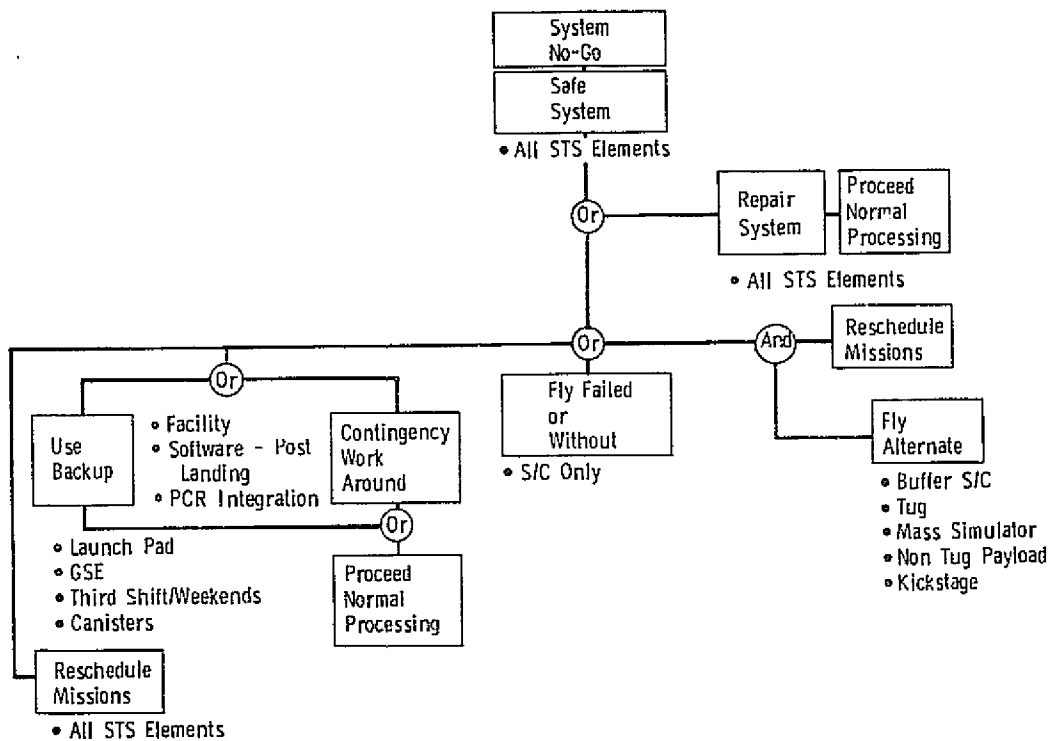 System
No-Go
Safe
System
• All STS Elements
Or
Repair
System
Proceed
Normal
Processing
• All STS Elements
Or
And
Reschedule
Missions
Or
Use
Backup
• Facility
• Software - Post
Landing
• PCR Integration
Contingency
Work
Around
Fly Failed
or
Without
• S/C Only
Fly
Alternate
• Buffer S/C
• Tug
• Mass Simulator
• Non Tug Payload
• Kickstage
Or
• Launch Pad
• GSE
• Third Shift/Weekends
• Canisters
Proceed
Normal
Processing
Reschedule
Missions
• All STS Elements